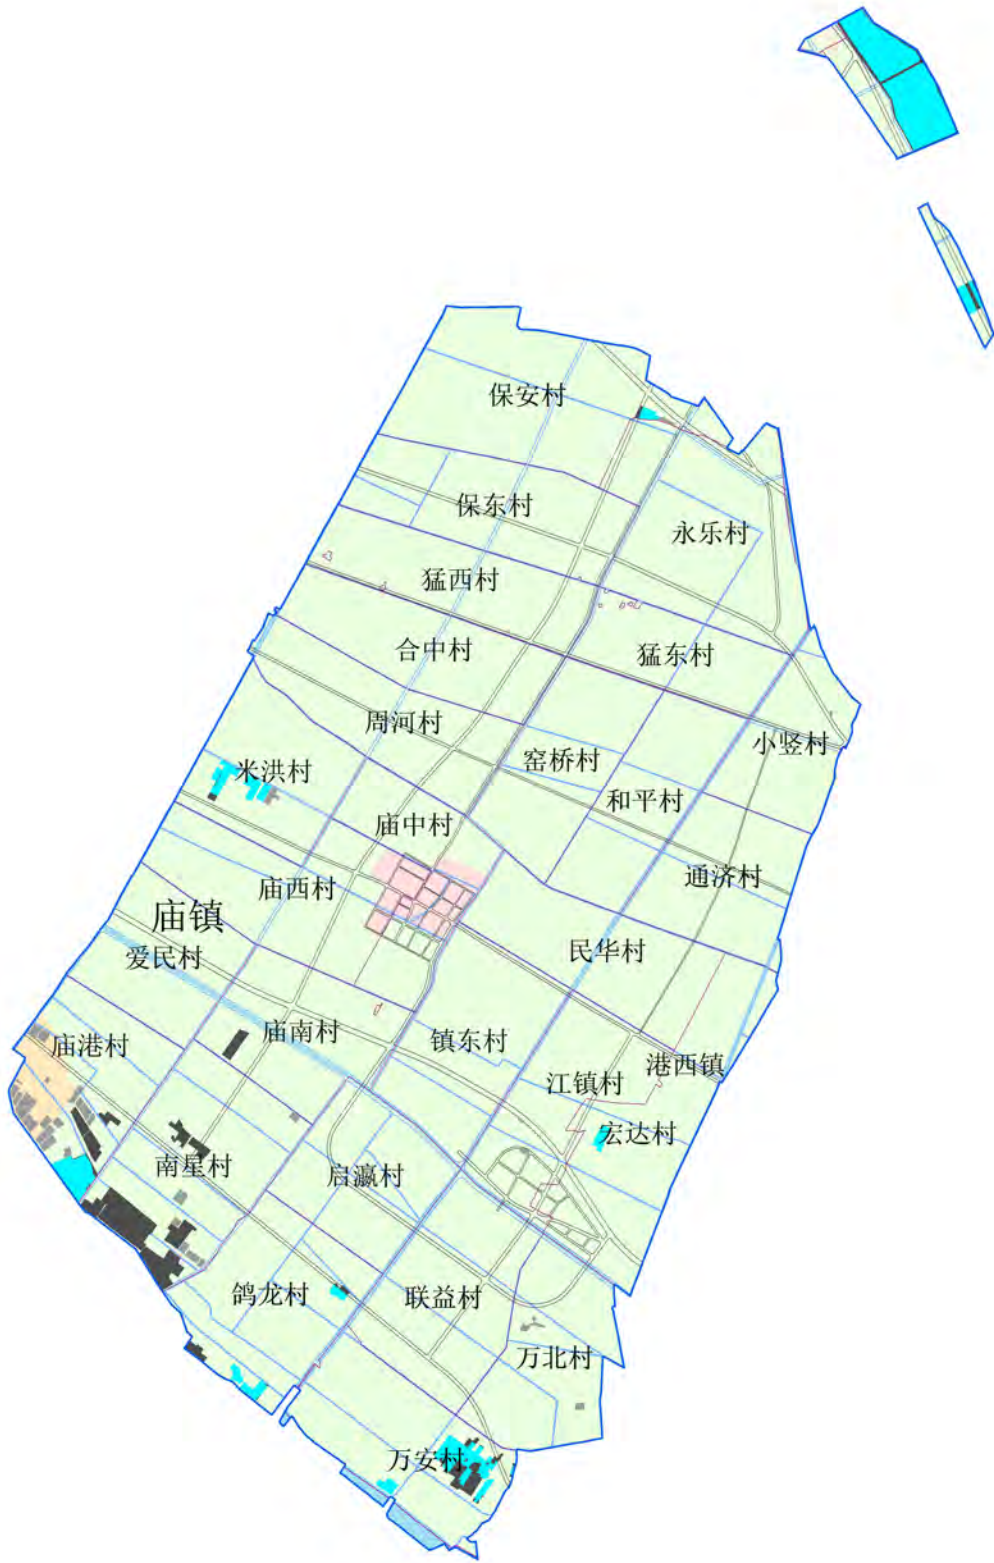 保安村
保东村
永乐村
猛西村
合中村
猛东村
周河村
小竖村
窑桥村
米洪村
和平村
庙中村
通济村
庙西村
庙镇
民华村
爱民村
庙南村
镇东村
庙港村
港西镇
江镇村
宏达村
南星村
启瀛村
鸽龙村
联益村
万北村
万安村